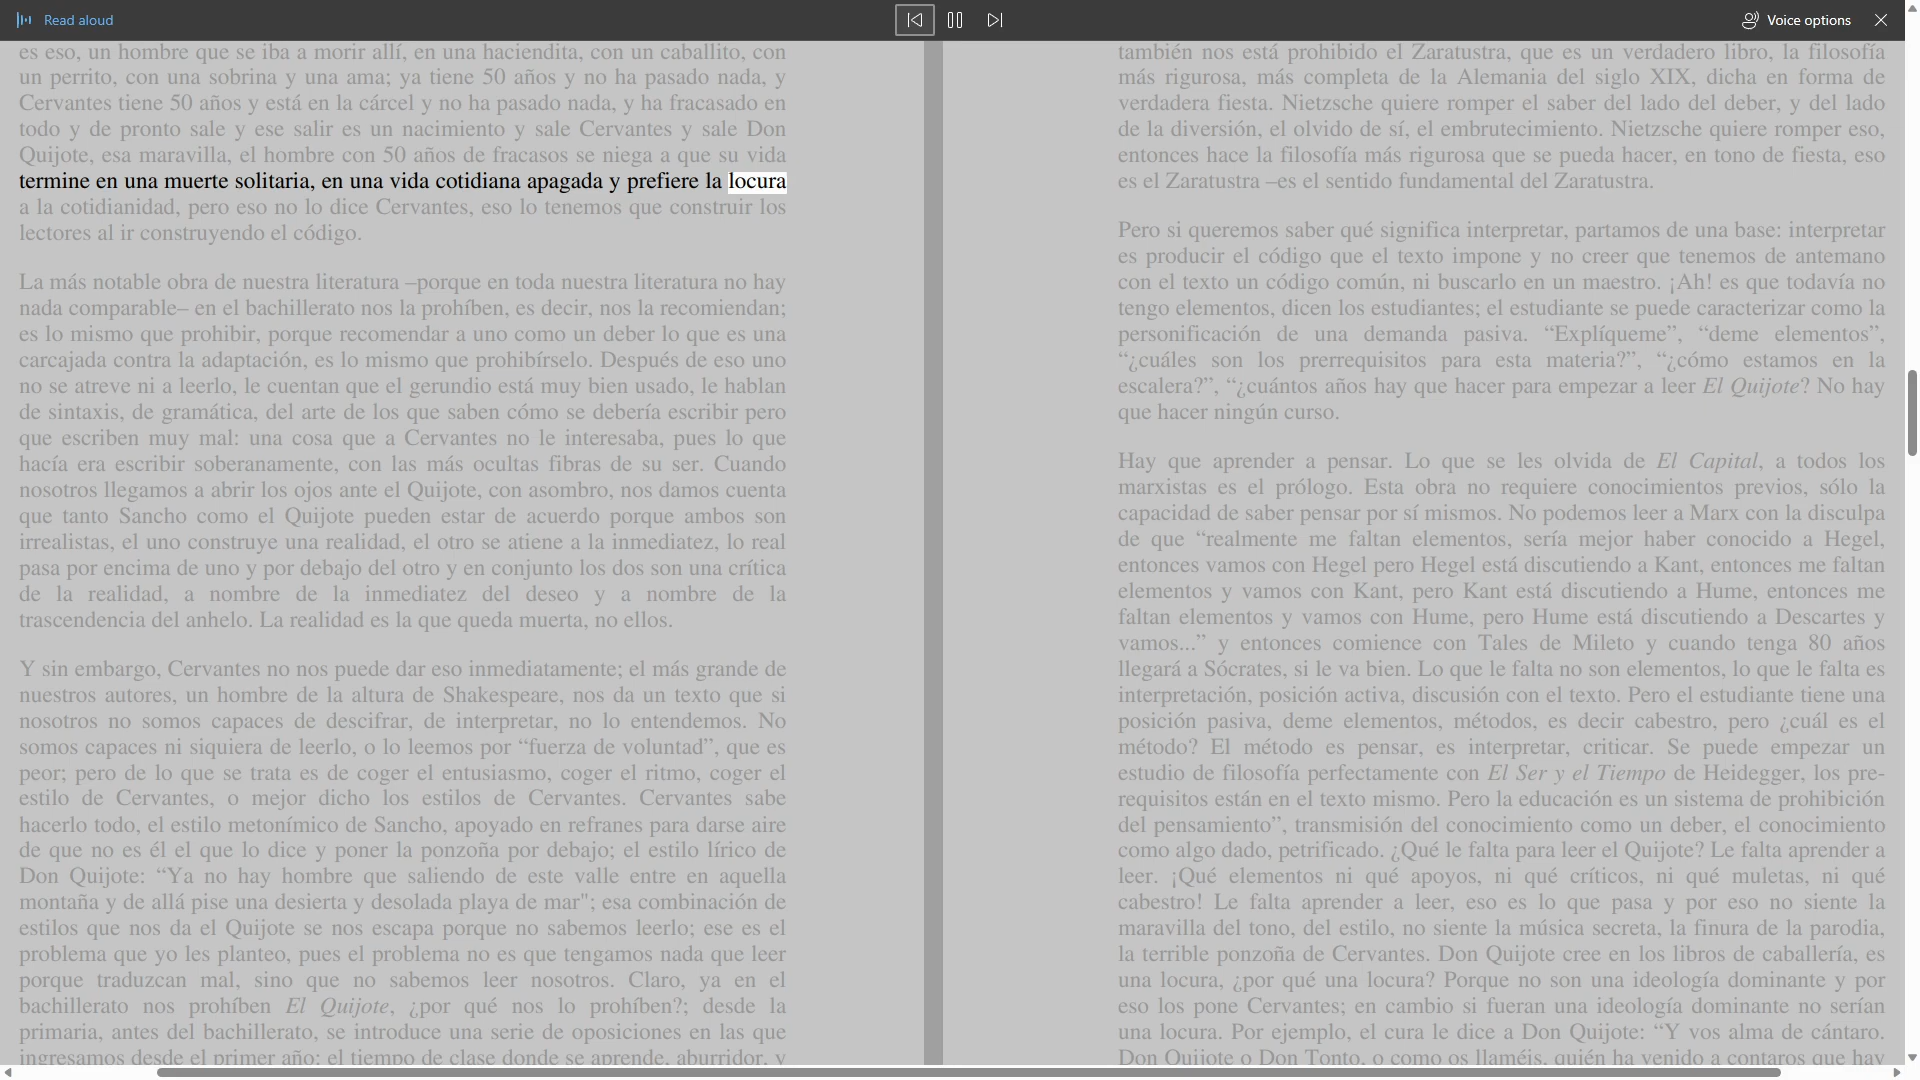 Read aloud
Voice options
es eso, un hombre que se iba a morir allí, en una haciendita, con un caballito, con
un perrito, con una sobrina y una ama; ya tiene 50 años y no ha pasado nada, y
Cervantes tiene 50 años y está en la cárcel y no ha pasado nada, y ha fracasado en
todo y de pronto sale y ese salir es un nacimiento y sale Cervantes y sale Don
Quijote, esa maravilla, el hombre con 50 años de fracasos se niega a que su vida
termine en una muerte solitaria, en una vida cotidiana apagada y prefiere la locura
a la cotidianidad, pero eso no lo dice Cervantes, eso lo tenemos que construir los
lectores al ir construyendo el código.
La más notable obra de nuestra literatura –porque en toda nuestra literatura no hay
nada comparable– en el bachillerato nos la prohíben, es decir, nos la recomiendan;
es lo mismo que prohibir, porque recomendar a uno como un deber lo que es una
carcajada contra la adaptación, es lo mismo que prohibírselo. Después de eso uno
no se atreve ni a leerlo, le cuentan que el gerundio está muy bien usado, le hablan
de sintaxis, de gramática, del arte de los que saben cómo se debería escribir pero
que escriben muy mal: una cosa que a Cervantes no le interesaba, pues lo que
hacía era escribir soberanamente, con las más ocultas fibras de su ser. Cuando
nosotros llegamos a abrir los ojos ante el Quijote, con asombro, nos damos cuenta
que tanto Sancho como el Quijote pueden estar de acuerdo porque ambos son
irrealistas, el uno construye una realidad, el otro se atiene a la inmediatez, lo real
pasa por encima de uno y por debajo del otro y en conjunto los dos son una crítica
de la realidad, a nombre de la inmediatez del deseo y a nombre de la
trascendencia del anhelo. La realidad es la que queda muerta, no ellos.
Y sin embargo, Cervantes no nos puede dar eso inmediatamente; el más grande de
nuestros autores, un hombre de la altura de Shakespeare, nos da un texto que si
nosotros no somos capaces de descifrar, de interpretar, no lo entendemos. No
somos capaces ni siquiera de leerlo, o lo leemos por “fuerza de voluntad”, que es
peor; pero de lo que se trata es de coger el entusiasmo, coger el ritmo, coger el
estilo de Cervantes, o mejor dicho los estilos de Cervantes. Cervantes sabe
hacerlo todo, el estilo metonímico de Sancho, apoyado en refranes para darse aire
de que no es él el que lo dice y poner la ponzoña por debajo; el estilo lírico de
Don Quijote: “Ya no hay hombre que saliendo de este valle entre en aquella
montaña y de allá pise una desierta y desolada playa de mar"; esa combinación de
estilos que nos da el Quijote se nos escapa porque no sabemos leerlo; ese es el
problema que yo les planteo, pues el problema no es que tengamos nada que leer
porque traduzcan mal, sino que no sabemos leer nosotros. Claro, ya en el
bachillerato nos prohíben El Quijote, ¿por qué nos lo prohíben?; desde la
primaria, antes del bachillerato, se introduce una serie de oposiciones en las que
ingresamos desde el primer año: el tiempo de clase donde se aprende, aburridor, y
también nos está prohibido el Zaratustra, que es un verdadero libro, la filosofía
más rigurosa, más completa de la Alemania del siglo XIX, dicha en forma de
verdadera fiesta. Nietzsche quiere romper el saber del lado del deber, y del lado
de la diversión, el olvido de sí, el embrutecimiento. Nietzsche quiere romper eso,
entonces hace la filosofía más rigurosa que se pueda hacer, en tono de fiesta, eso
es el Zaratustra –es el sentido fundamental del Zaratustra.
Pero si queremos saber qué significa interpretar, partamos de una base: interpretar
es producir el código que el texto impone y no creer que tenemos de antemano
con el texto un código común, ni buscarlo en un maestro. ¡Ah! es que todavía no
tengo elementos, dicen los estudiantes; el estudiante se puede caracterizar como la
personificación de una demanda pasiva. “Explíqueme”, “deme elementos”,
“¿cuáles son los prerrequisitos para esta materia?”, “¿cómo estamos en la
escalera?”, “¿cuántos años hay que hacer para empezar a leer El Quijote? No hay
que hacer ningún curso.
Hay que aprender a pensar. Lo que se les olvida de El Capital, a todos los
marxistas es el prólogo. Esta obra no requiere conocimientos previos, sólo la
capacidad de saber pensar por sí mismos. No podemos leer a Marx con la disculpa
de que “realmente me faltan elementos, sería mejor haber conocido a Hegel,
entonces vamos con Hegel pero Hegel está discutiendo a Kant, entonces me faltan
elementos y vamos con Kant, pero Kant está discutiendo a Hume, entonces me
faltan elementos y vamos con Hume, pero Hume está discutiendo a Descartes y
vamos...” y entonces comience con Tales de Mileto y cuando tenga 80 años
llegará a Sócrates, si le va bien. Lo que le falta no son elementos, lo que le falta es
interpretación, posición activa, discusión con el texto. Pero el estudiante tiene una
posición pasiva, deme elementos, métodos, es decir cabestro, pero ¿cuál es el
método? El método es pensar, es interpretar, criticar. Se puede empezar un
estudio de filosofía perfectamente con El Ser y el Tiempo de Heidegger, los pre-
requisitos están en el texto mismo. Pero la educación es un sistema de prohibición
del pensamiento”, transmisión del conocimiento como un deber, el conocimiento
como algo dado, petrificado. ¿Qué le falta para leer el Quijote? Le falta aprender a
leer. ¡Qué elementos ni qué apoyos, ni qué críticos, ni qué muletas, ni qué
cabestro! Le falta aprender a leer, eso es lo que pasa y por eso no siente la
maravilla del tono, del estilo, no siente la música secreta, la finura de la parodia,
la terrible ponzoña de Cervantes. Don Quijote cree en los libros de caballería, es
una locura, ¿por qué una locura? Porque no son una ideología dominante y por
eso los pone Cervantes; en cambio si fueran una ideología dominante no serían
una locura. Por ejemplo, el cura le dice a Don Quijote: “Y vos alma de cántaro.
Don Quijote o Don Tonto, o como os llaméis, quién ha venido a contaros que hay